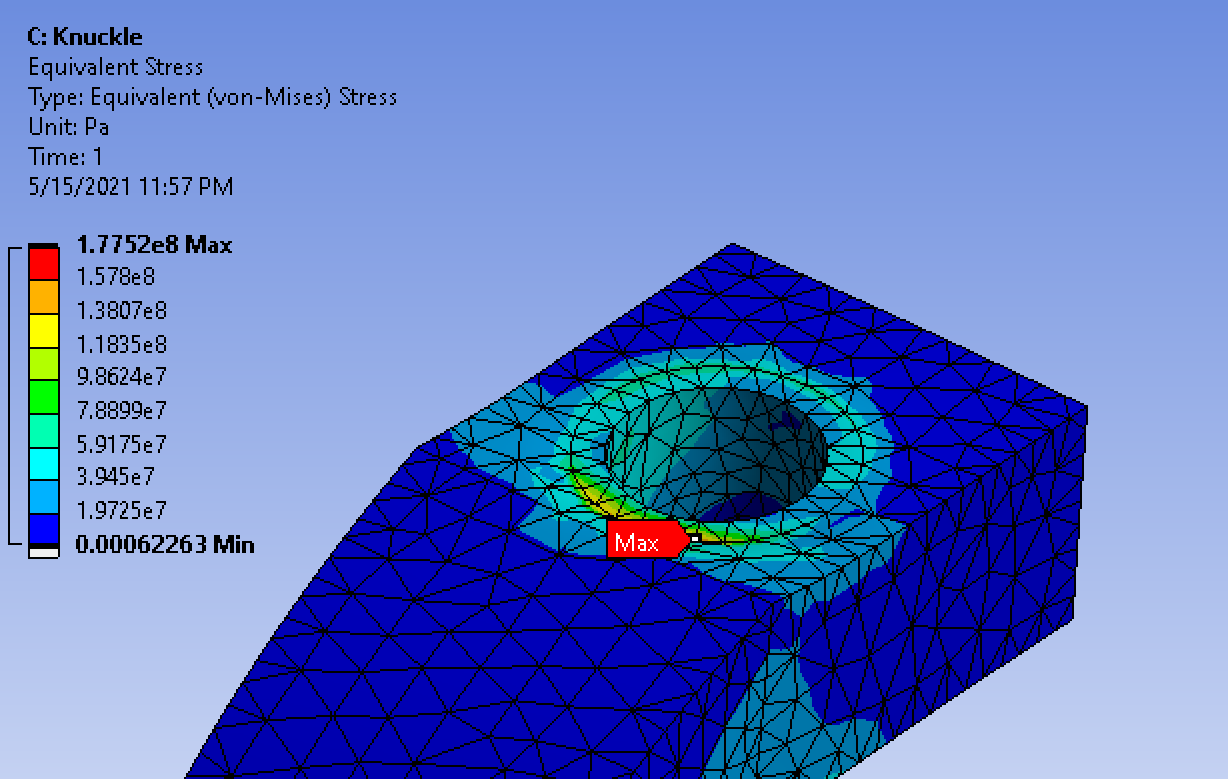 C: Knuckle
Equivalent Stress
Type: Equivalent (von-Mises) Stress
Unit: Pa
Time: 1
5/15/2021 11:57 PM
1.7752e8 Max
1.578e8
1.3807e8
1.1835e8
9.8624e7
7.8899e7
5.9175e7
3.945e7
1.9725e7
0.00062263 Min
Max